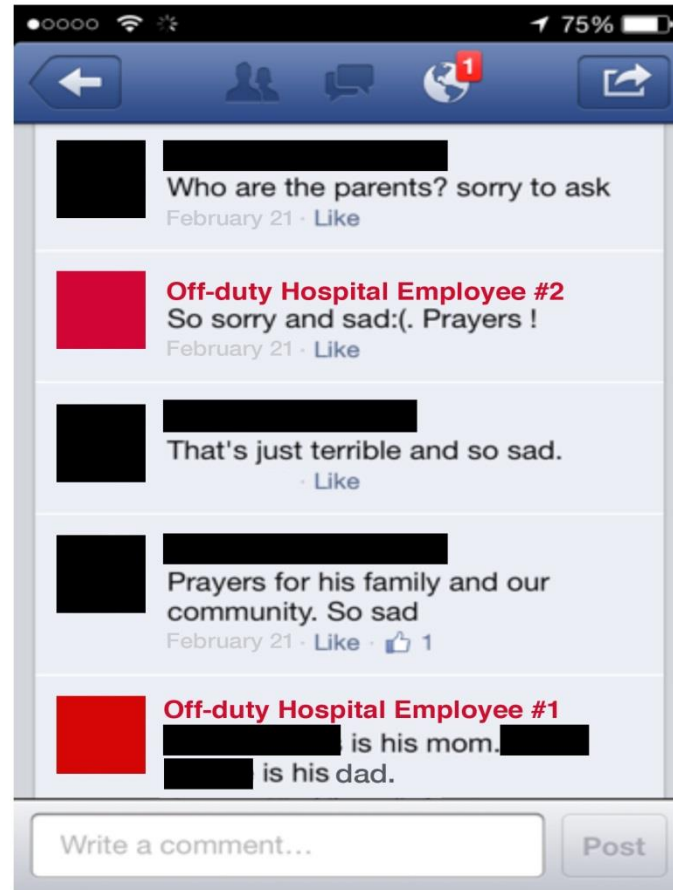 75%
1
Who are the parents? sorry to ask
February 21 · Like
Off-duty Hospital Employee #2
So sorry and sad:(. Prayers !
February 21 · Like
That's just terrible and so sad.
· Like
Prayers for his family and our
community. So sad
February 21 · Like · 1
Off-duty Hospital Employee #1
is his mom.
is his dad.
Write a comment...
Post